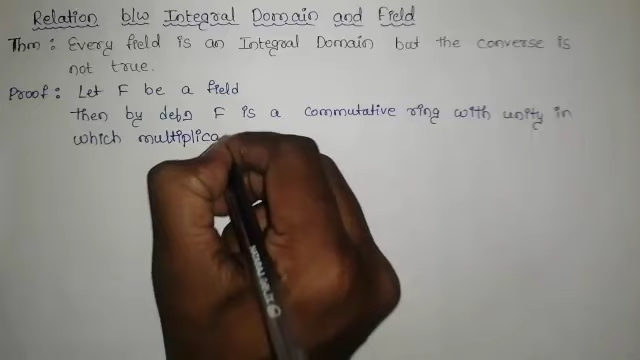 Relation b/w Integral Domain and Field
Thm: Every field is an Integral Domain but the converse is
not true.
Proof: Let F be a field
then by defn F is a commutative ring with unity in
which multiplica